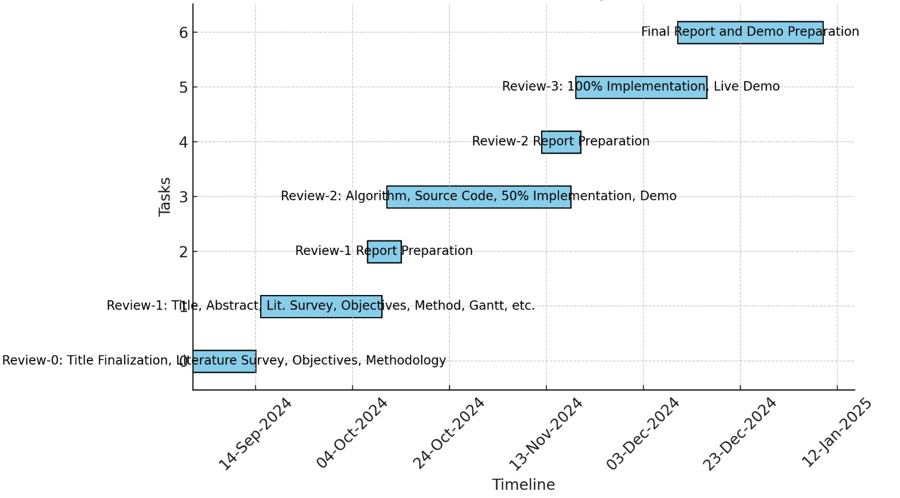 6
Final Report and Demo Preparation
5
Review-3: 100% Implementation, Live Demo
4
Review-2 Report Preparation
3
Review-2: Algorithm, Source Code, 50% Implementation, Demo
2
Review-1 Report Preparation
1
Review-1: Title, Abstract, Lit. Survey, Objectives, Method, Gantt, etc.
0
Review-0: Title Finalization, Literature Survey, Objectives, Methodology
Tasks
14-Sep-2024
04-Oct-2024
24-Oct-2024
13-Nov-2024
03-Dec-2024
23-Dec-2024
12-Jan-2025
Timeline